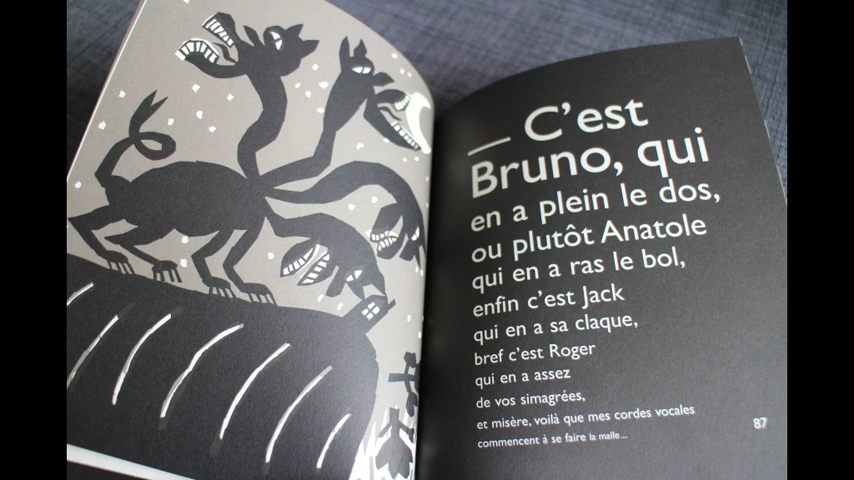 — C'est
Bruno, qui
en a plein le dos,
ou plutôt Anatole
qui en a ras le bol,
enfin c'est Jack
qui en a sa claque,
bref c'est Roger
qui en a assez
de vos simagrées,
et misère, voilà que mes cordes vocales
commencent à se faire la malle...
87